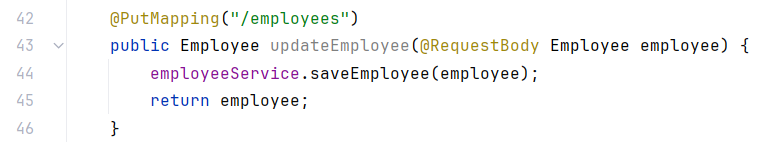 42 @PutMapping("/employees")
43 public Employee updateEmployee(@RequestBody Employee employee) {
44 employeeService.saveEmployee(employee);
45 return employee;
46 }